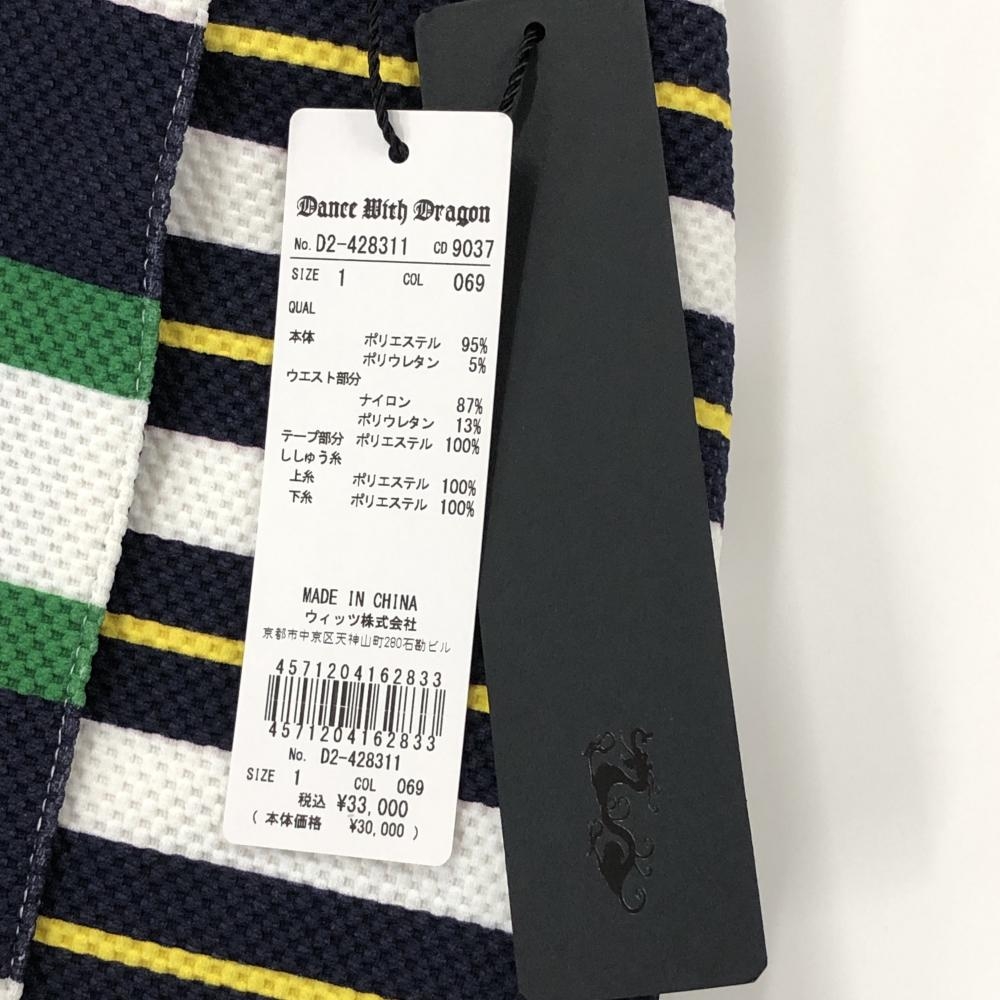 Dance With Dragon
No. D2-428311 CD 9037
SIZE 1 COL 069
QUAL
本体 ポリエステル 95%
ポリウレタン 5%
ウエスト部分
ナイロン 87%
ポリウレタン 13%
テープ部分 ポリエステル 100%
ししゅう糸
上糸 ポリエステル 100%
下糸 ポリエステル 100%
MADE IN CHINA
ウィッツ株式会社
京都市中京区天神山町280石勘ビル
4571204162833
4571204162833
No. D2-428311
SIZE 1 COL 069
税込 ¥33,000
( 本体価格 ¥30,000 )